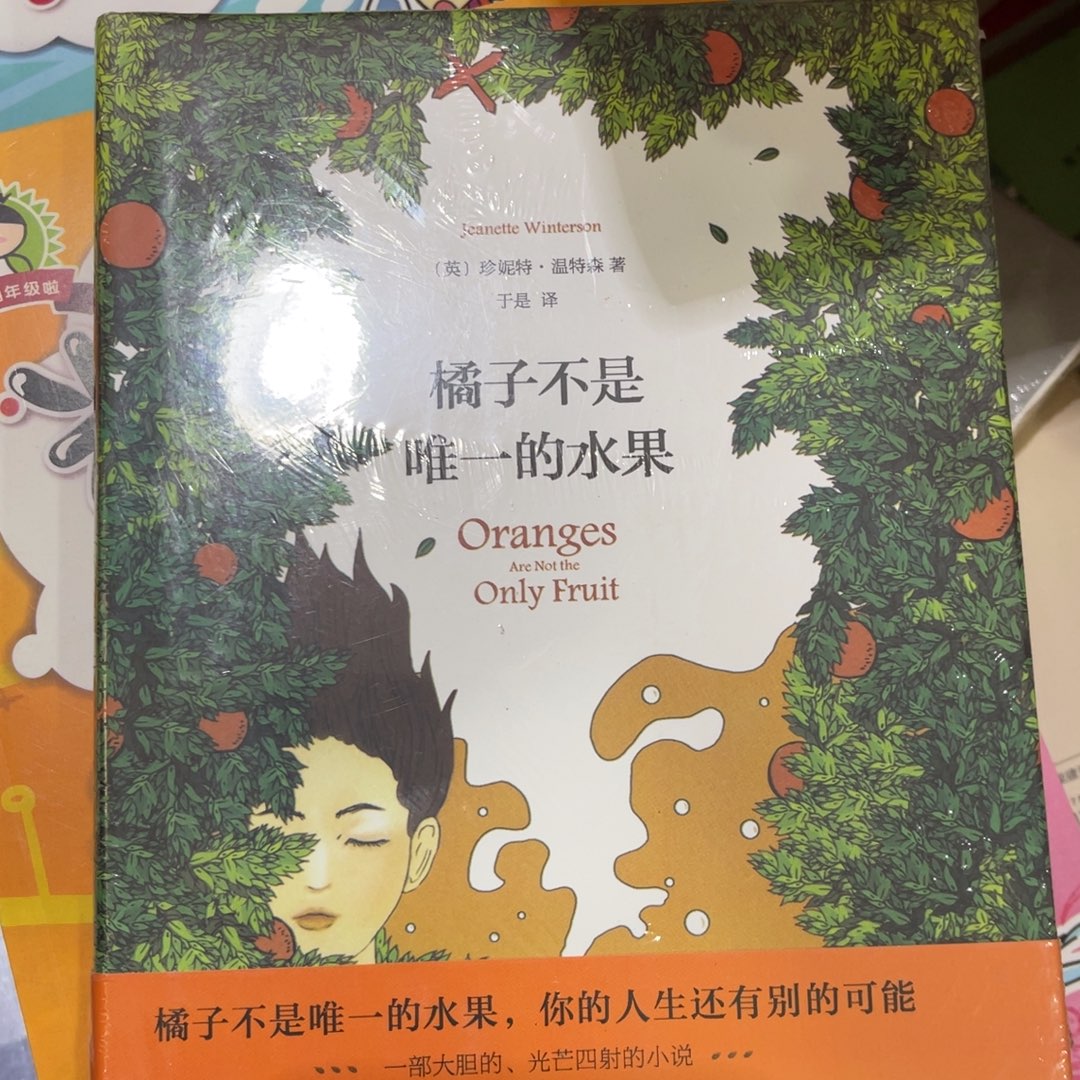 Jeanette Winterson
〔英〕珍妮特·温特森 著
于是 译
橘子不是
唯一的水果
Oranges
Are Not the
Only Fruit
年级啦
橘子不是唯一的水果，你的人生还有别的可能
一部大胆的、光芒四射的小说